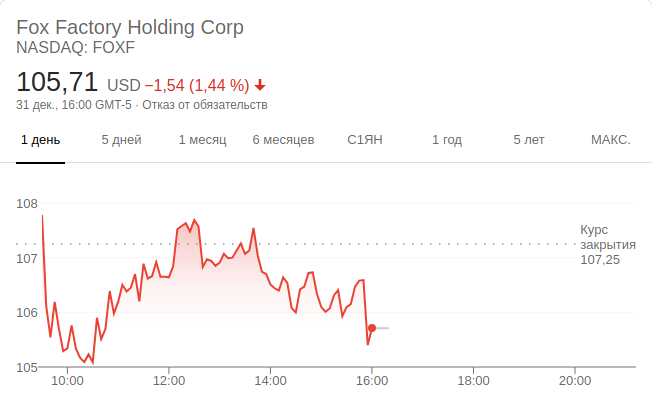 Fox Factory Holding Corp
NASDAQ: FOXF
105,71 USD −1,54 (1,44 %)
31 дек., 16:00 GMT-5 · Отказ от обязательств
1 день 5 дней 1 месяц 6 месяцев С1ЯН 1 год 5 лет МАКС.
108
Курс
закрытия
107,25
107
106
105
10:00 12:00 14:00 16:00 18:00 20:00